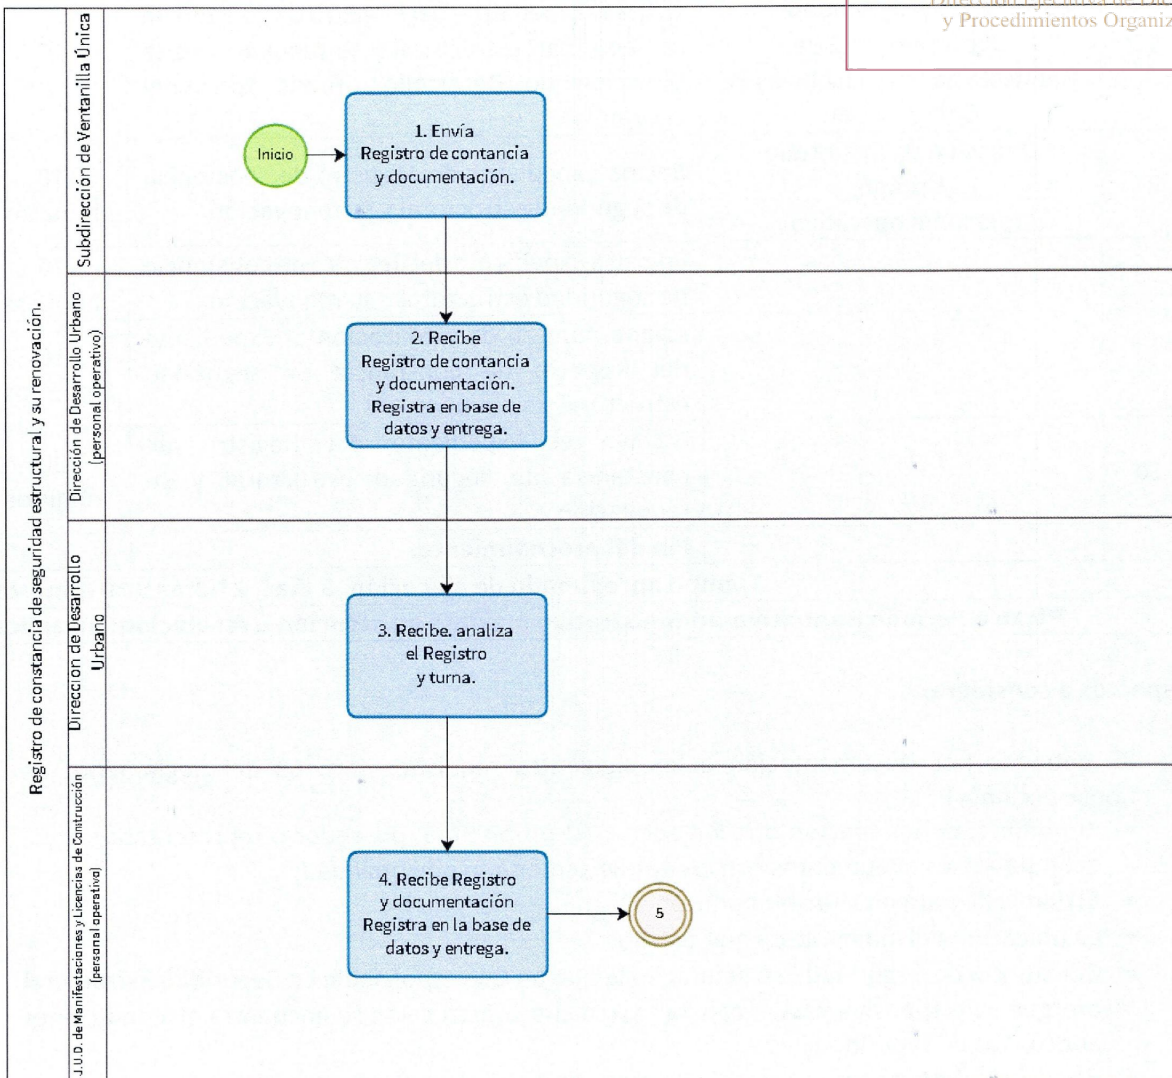 y Procedimientos Organiz
Registro de constancia de seguridad estructural y su renovación.
Subdirección de Ventanilla Única
Inicio
1. Envía
Registro de contancia
y documentación.
Dirección de Desarrollo Urbano
(personal operativo)
2. Recibe
Registro de contancia
y documentación.
Registra en base de
datos y entrega.
Dirección de Desarrollo
Urbano
3. Recibe. analiza
el Registro
y turna.
J.U.D. de Manifestaciones y Licencias de Construcción
(personal operativo)
4. Recibe Registro
y documentación
Registra en la base de
datos y entrega.
5